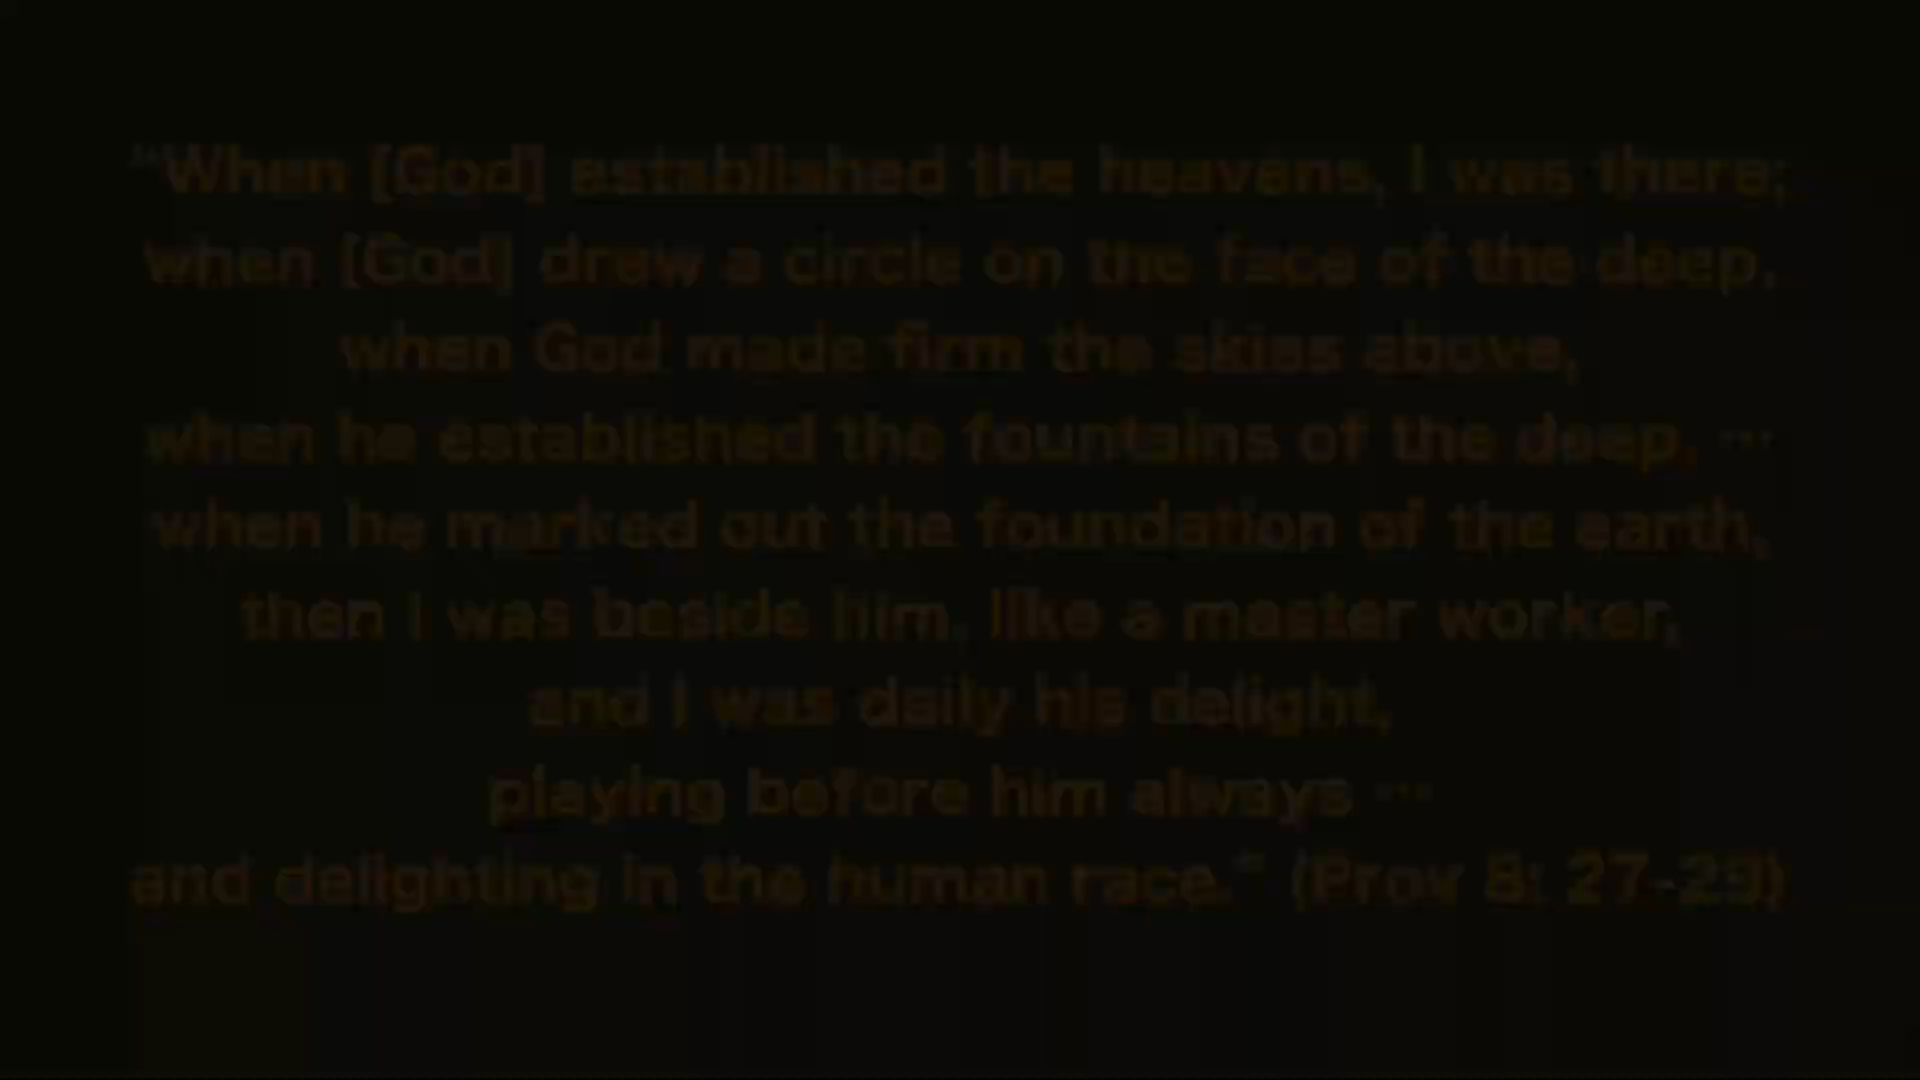 "When [God] established the heavens, I was there;
when [God] drew a circle on the face of the deep,
when God made firm the skies above,
when he established the fountains of the deep, ...
when he marked out the foundation of the earth,
then I was beside him, like a master worker,
and I was daily his delight,
playing before him always ...
and delighting in the human race." (Prov 8: 27-29)